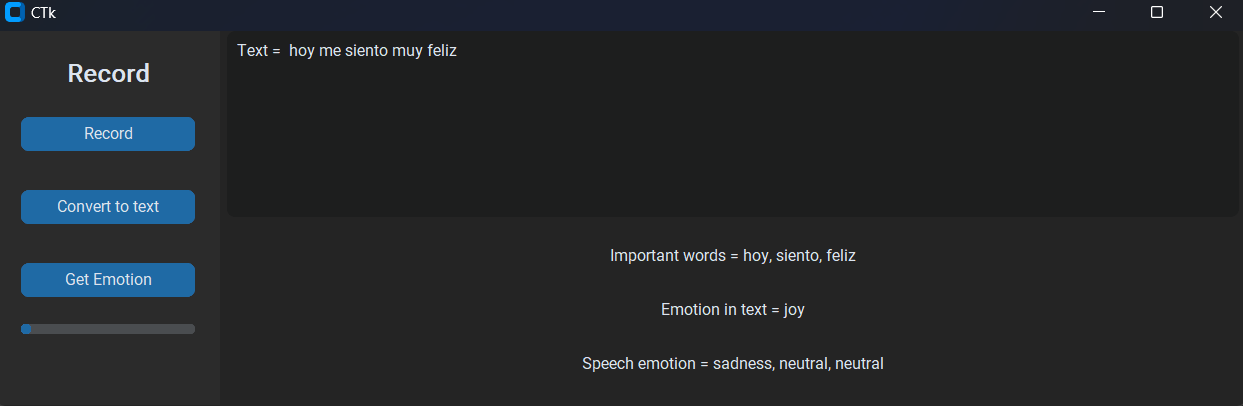 CTk
Record
Record
Convert to text
Get Emotion
Text =  hoy me siento muy feliz
Important words = hoy, siento, feliz
Emotion in text = joy
Speech emotion = sadness, neutral, neutral